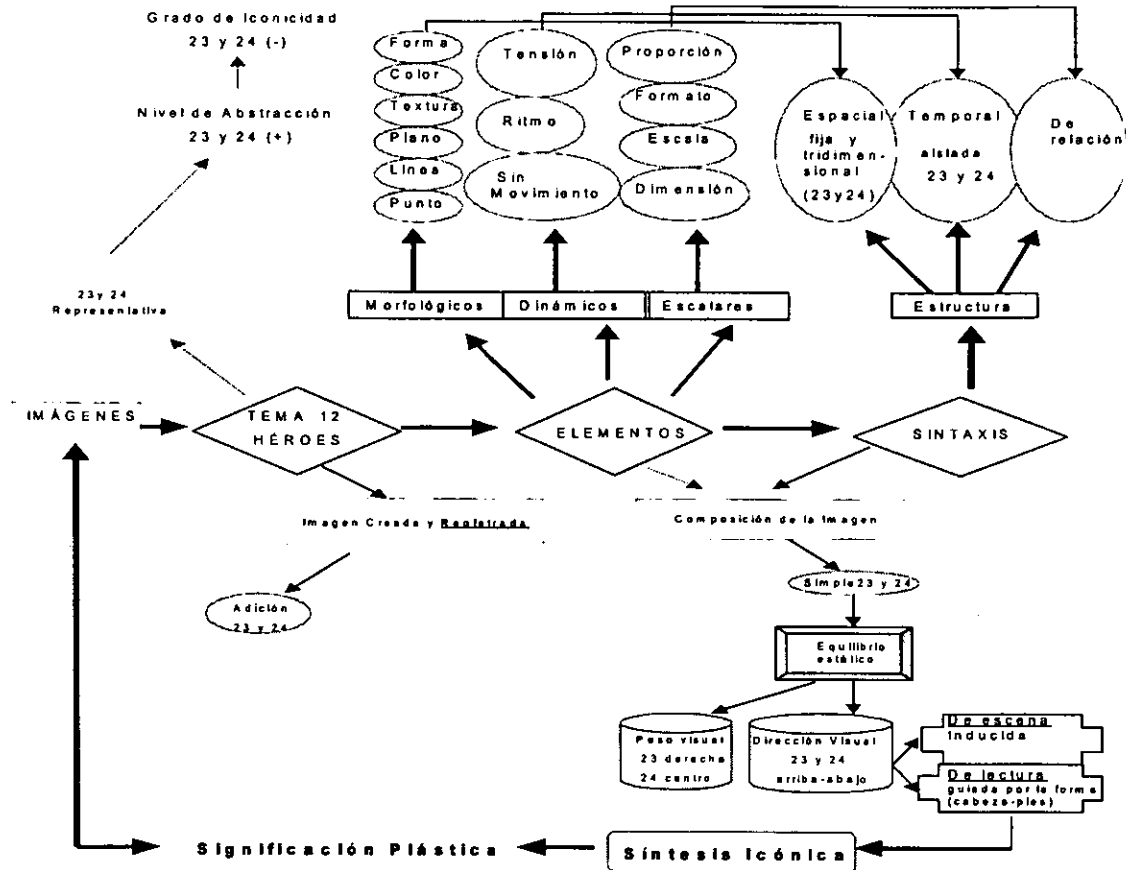 Grado de Iconicidad
23 y 24 (-)
Nivel de Abstracción
23 y 24 (+)
23y 24
Representativa
Forma
Color
Textura
Plano
Línea
Punto
Tensión
Ritmo
Sin
Movimiento
Proporción
Formato
Escala
Dimensión
Espacial
fija y
tridimen-
sional
(23y24)
Temporal
aislada
23 y 24
De
relación
Morfológicos
Dinámicos
Escalares
Estructura
IMÁGENES
TEMA 12
HÉROES
ELEMENTOS
SINTAXIS
Imagen Creada y Registrada
Composición de la Imagen
Adición
23 y 24
Simple 23 y 24
Equilibrio
estático
Peso visual
23 derecha
24 centro
Dirección Visual
23 y 24
arriba-abajo
De escena
Inducida
De lectura
guiada por la forma
(cabeza-pies)
Significación Plástica
Síntesis Icónica